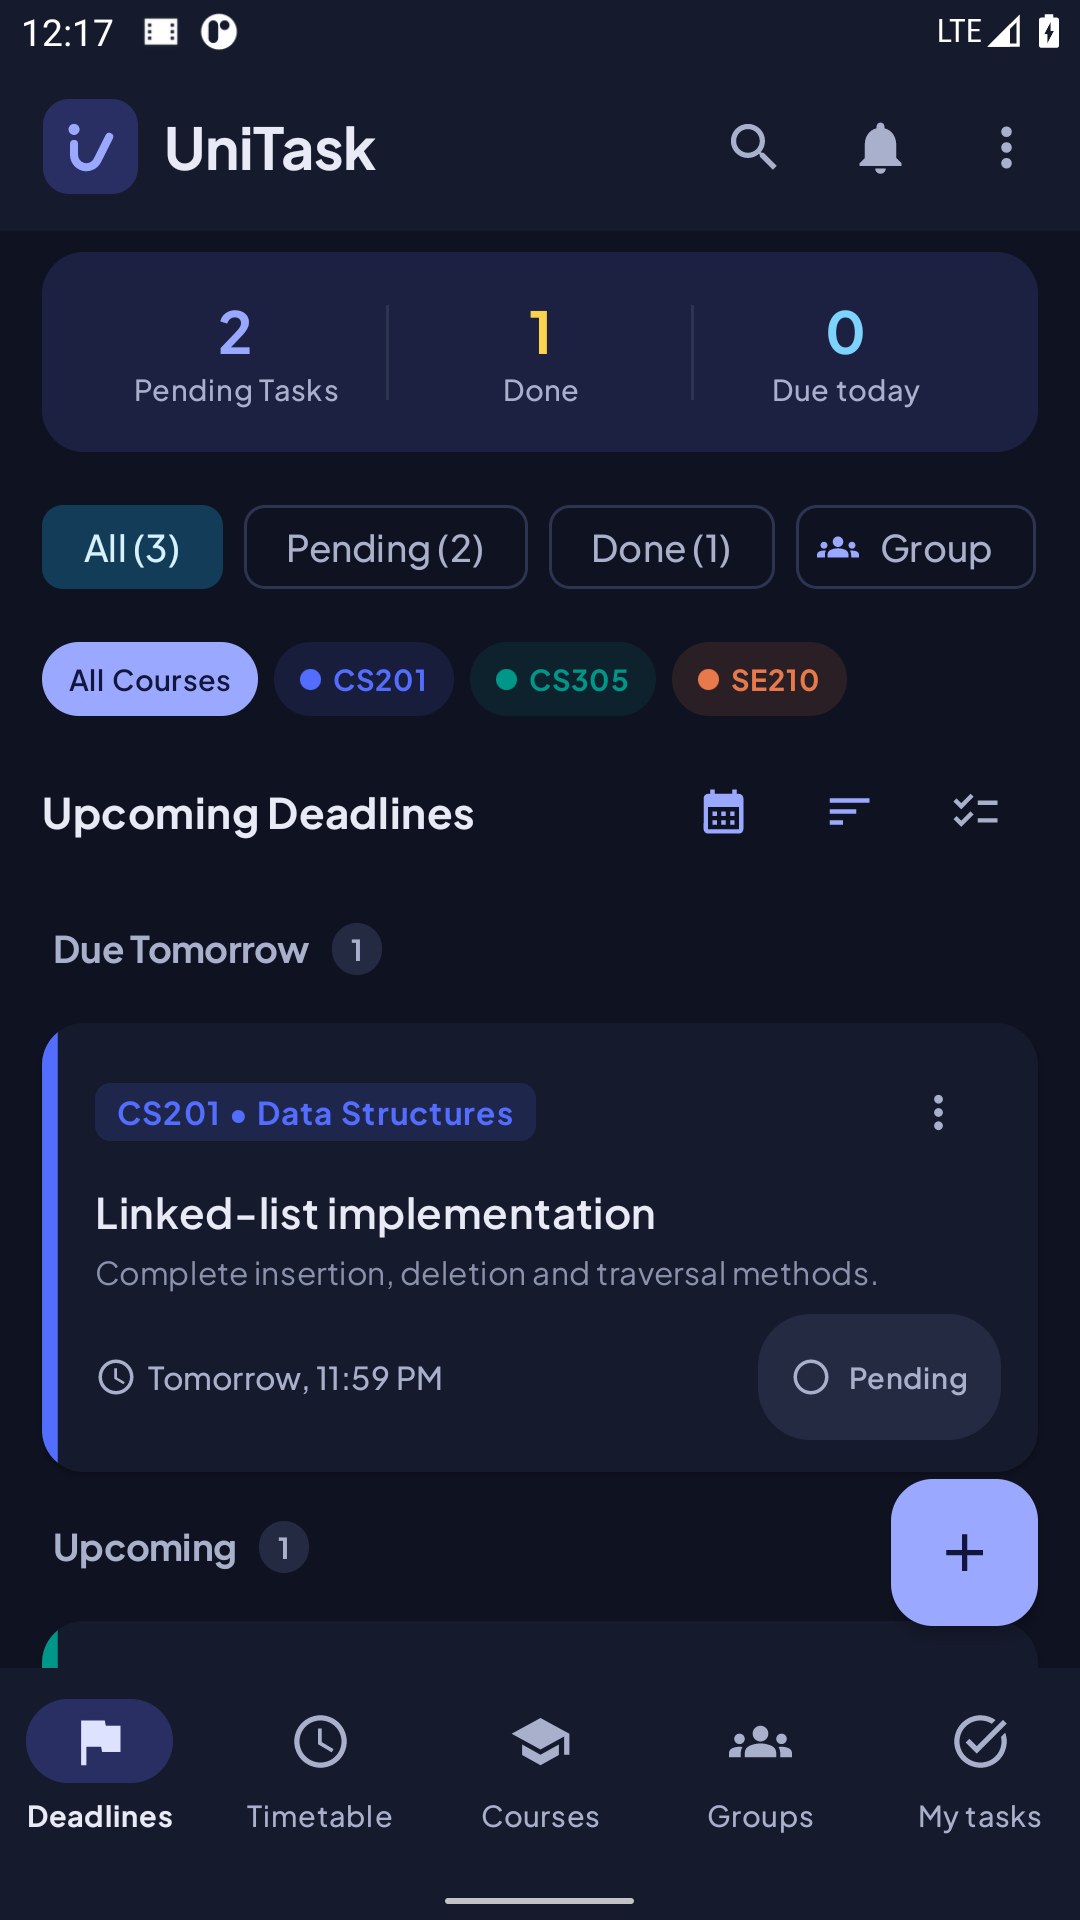 12:17
LTE
UniTask
2
Pending Tasks
1
Done
0
Due today
All (3)
Pending (2)
Done (1)
Group
All Courses
CS201
CS305
SE210
Upcoming Deadlines
Due Tomorrow 1
CS201 • Data Structures
Linked-list implementation
Complete insertion, deletion and traversal methods.
Tomorrow, 11:59 PM
Pending
Upcoming 1
Deadlines
Timetable
Courses
Groups
My tasks